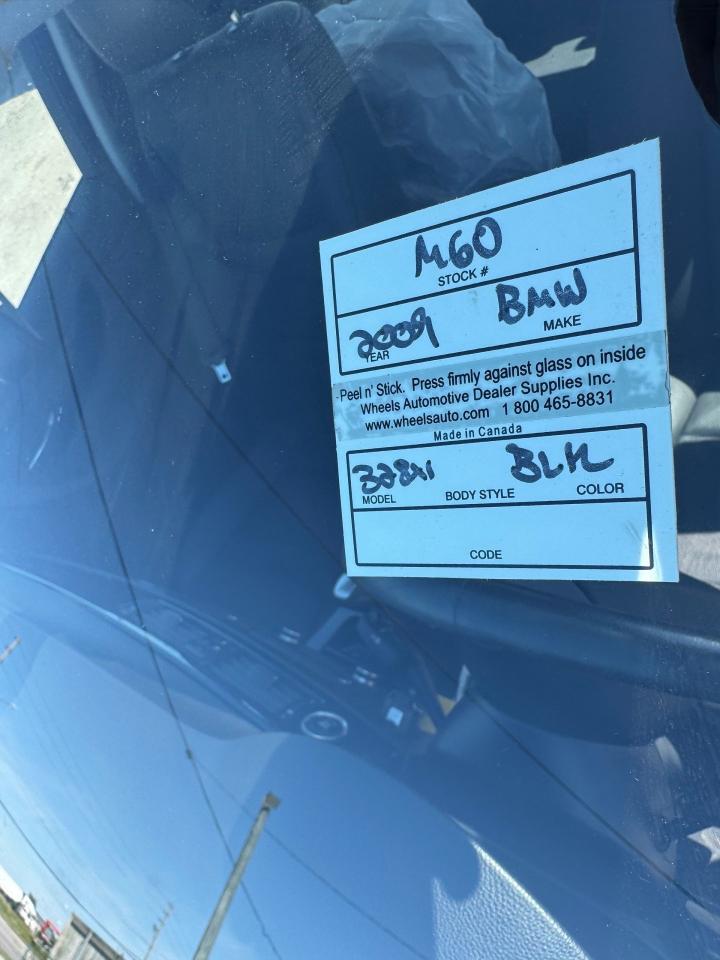 M60
STOCK #
2009 BMW
YEAR MAKE
Peel n' Stick. Press firmly against glass on inside
Wheels Automotive Dealer Supplies Inc.
www.wheelsauto.com 1 800 465-8831
Made in Canada
328xi BLK
MODEL BODY STYLE COLOR
CODE